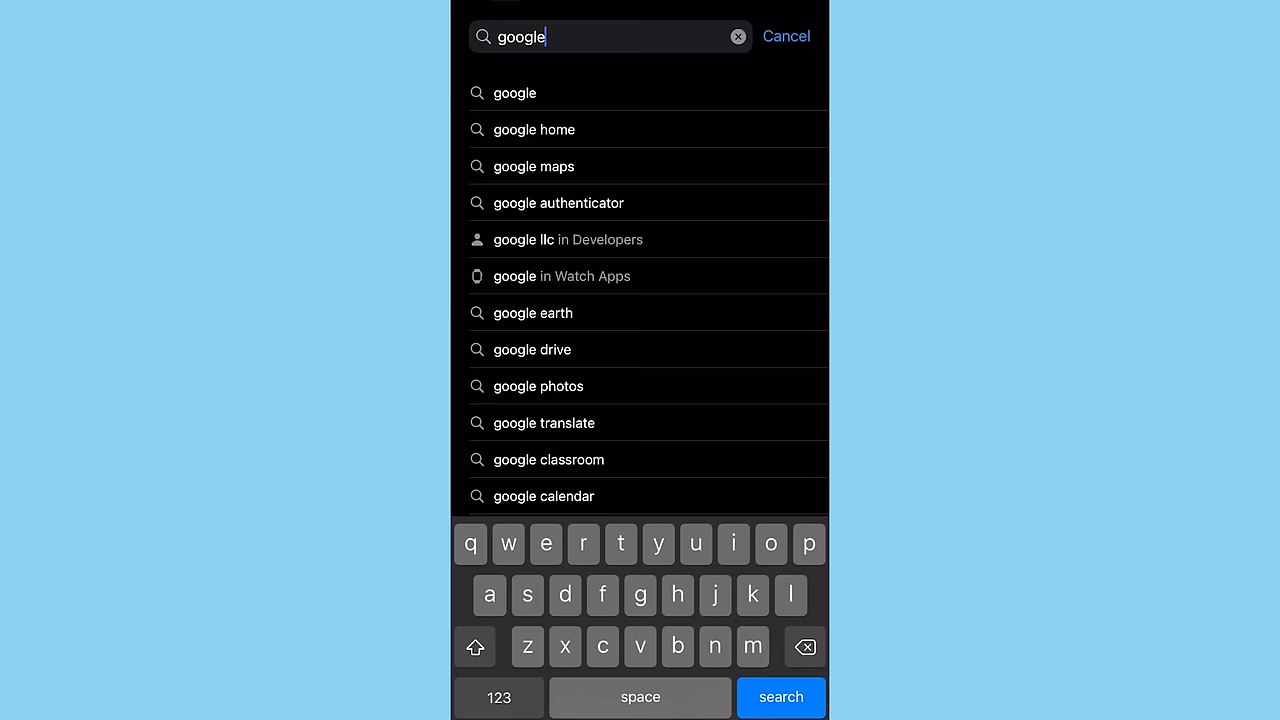 google Cancel
google
google home
google maps
google authenticator
google llc in Developers
google in Watch Apps
google earth
google drive
google photos
google translate
google classroom
google calendar
q w e r t y u i o p
a s d f g h j k l
z x c v b n m
123 space search